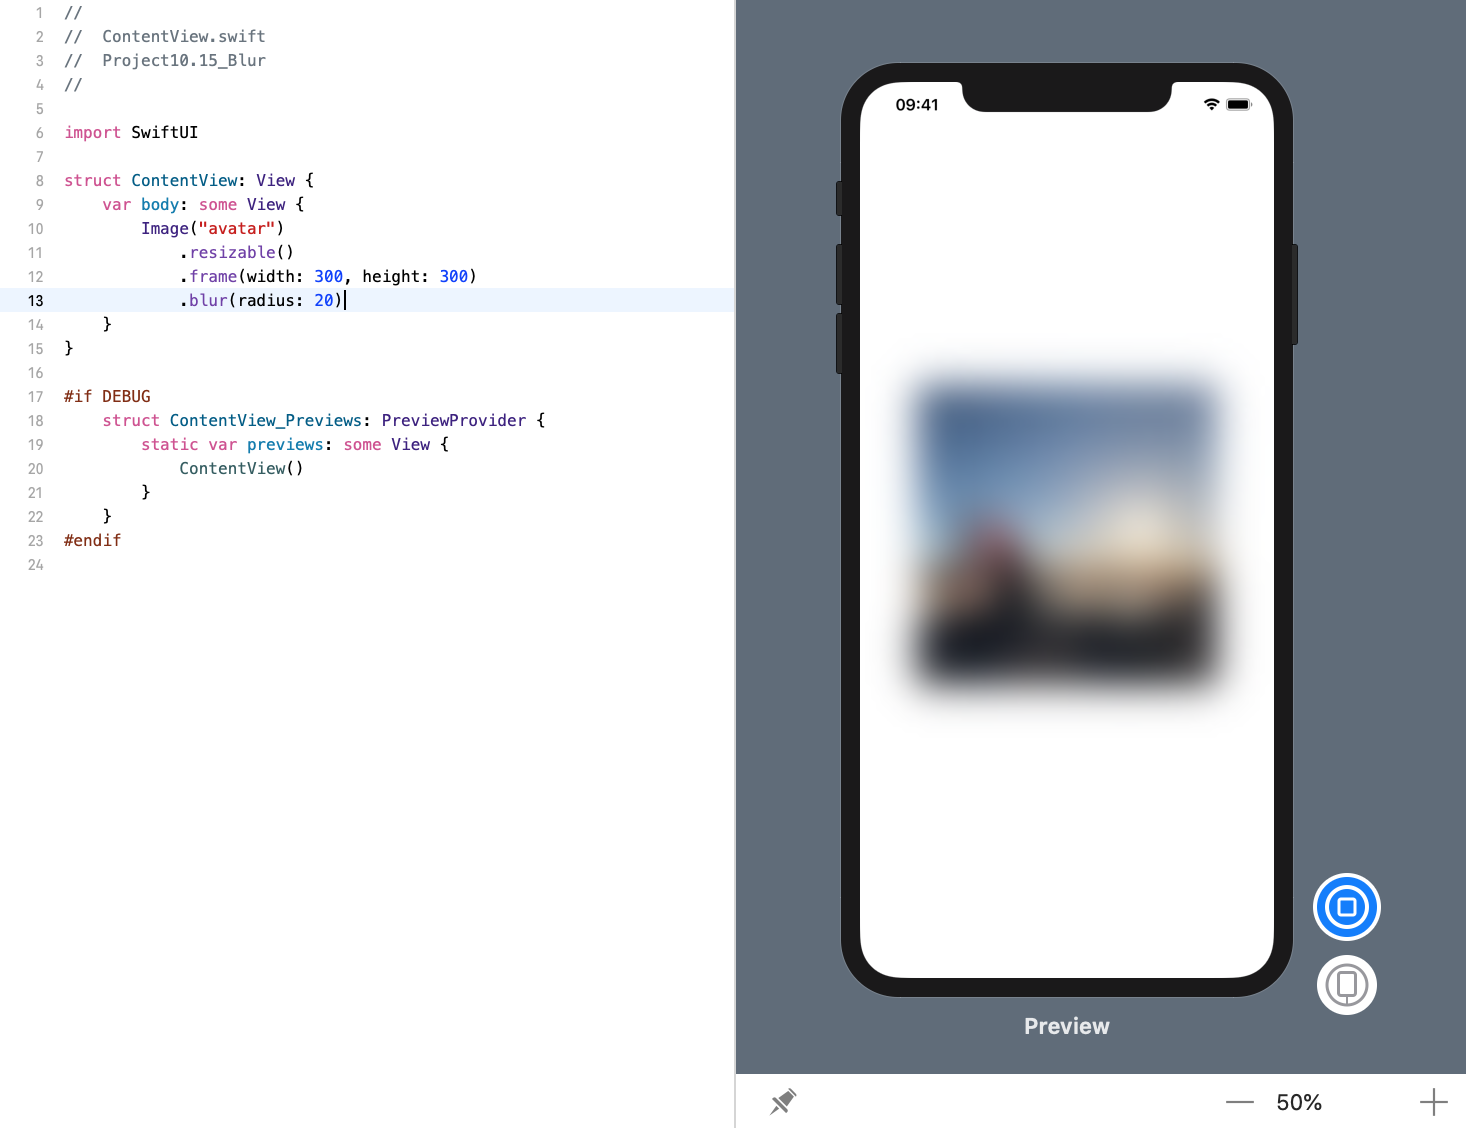 1 //
2 //  ContentView.swift
3 //  Project10.15_Blur
4 //
5
6 import SwiftUI
7
8 struct ContentView: View {
9     var body: some View {
10         Image("avatar")
11             .resizable()
12             .frame(width: 300, height: 300)
13             .blur(radius: 20)
14     }
15 }
16
17 #if DEBUG
18     struct ContentView_Previews: PreviewProvider {
19         static var previews: some View {
20             ContentView()
21         }
22     }
23 #endif
24
09:41
Preview
50%